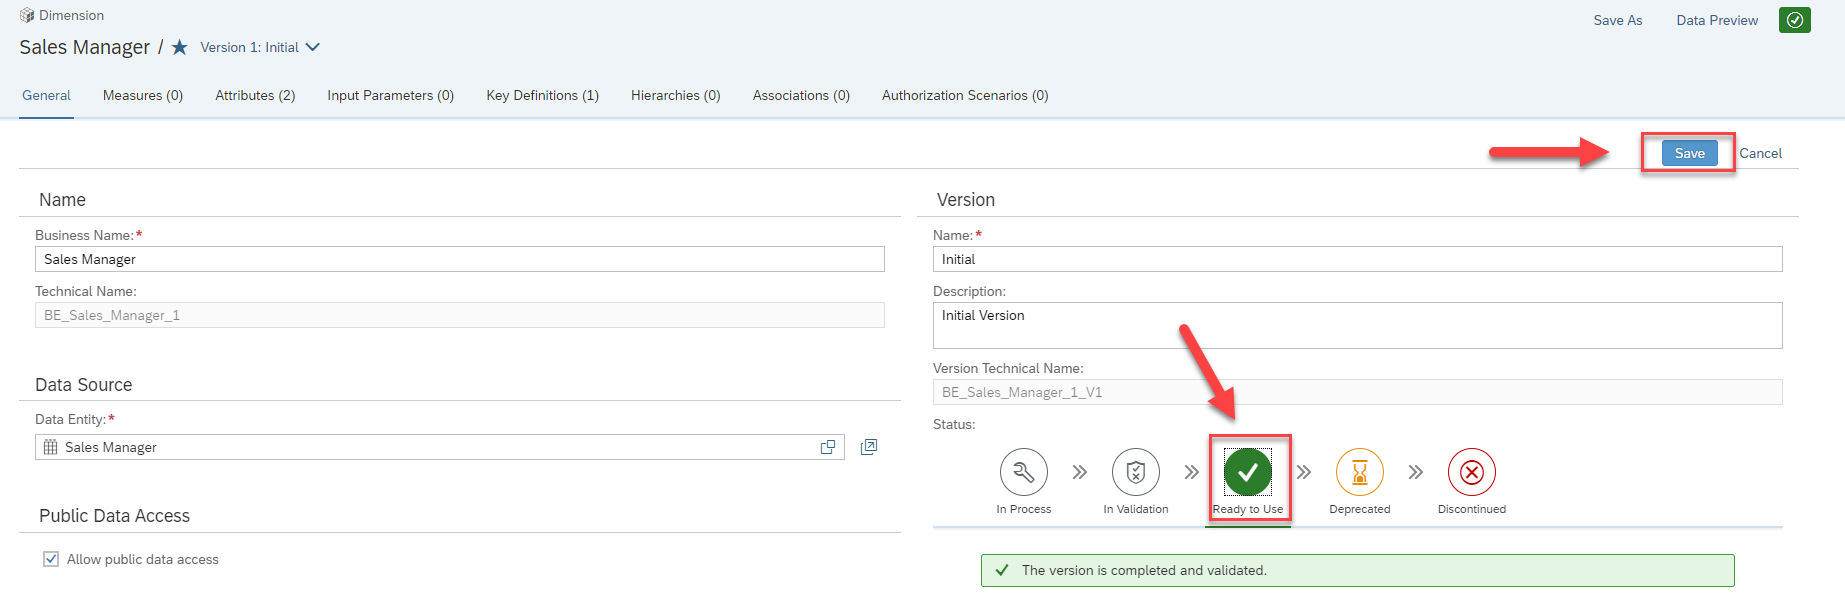 Dimension
Save As Data Preview
Sales Manager / Version 1: Initial
General Measures (0) Attributes (2) Input Parameters (0) Key Definitions (1) Hierarchies (0) Associations (0) Authorization Scenarios (0)
Save Cancel
Name
Business Name:*
Sales Manager
Technical Name:
BE_Sales_Manager_1
Data Source
Data Entity:*
Sales Manager
Public Data Access
Allow public data access
Version
Name:*
Initial
Description:
Initial Version
Version Technical Name:
BE_Sales_Manager_1_V1
Status:
In Process In Validation Ready to Use Deprecated Discontinued
The version is completed and validated.